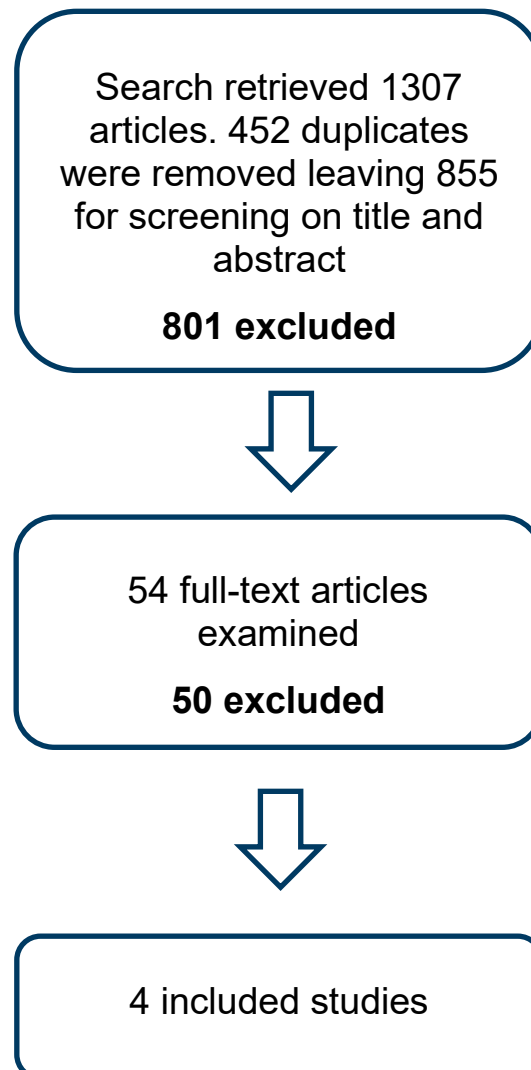 Search retrieved 1307
articles. 452 duplicates
were removed leaving 855
for screening on title and
abstract
801 excluded
54 full-text articles
examined
50 excluded
4 included studies